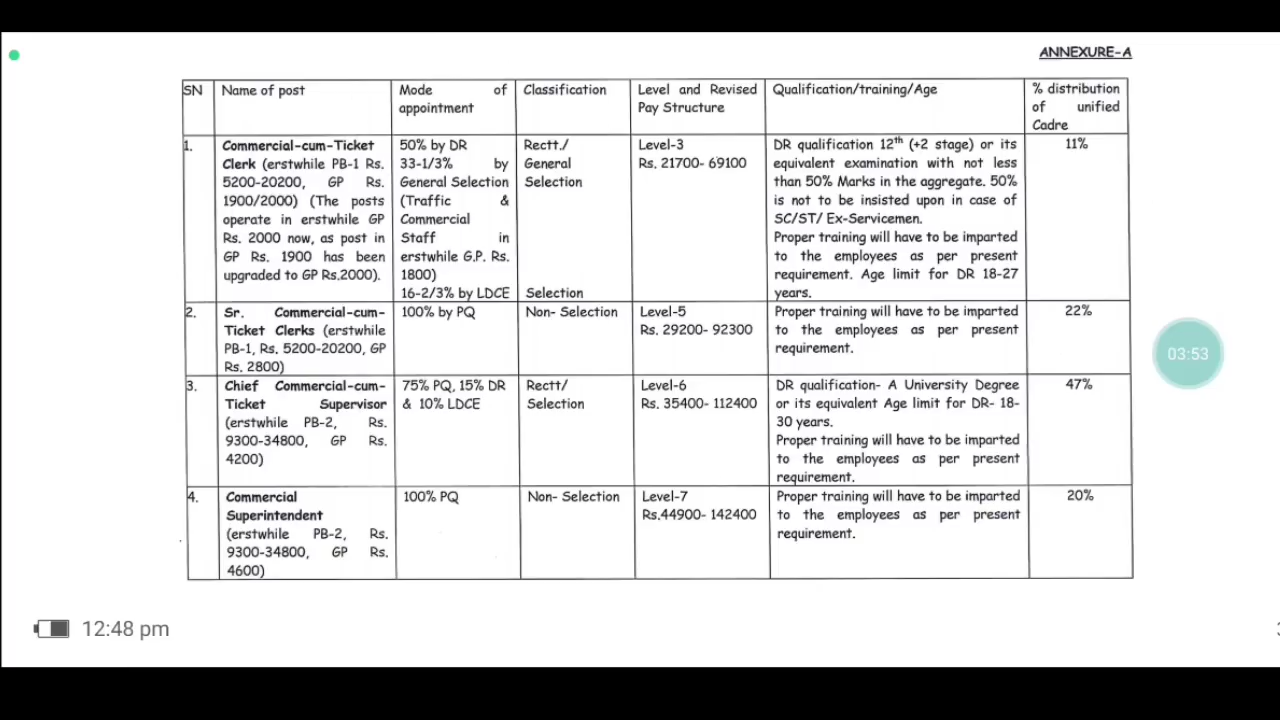 ANNEXURE-A
SN Name of post Mode of appointment Classification Level and Revised Pay Structure Qualification/training/Age % distribution of unified Cadre
1.
Commercial-cum-Ticket
Clerk (erstwhile PB-1 Rs.
5200-20200, GP Rs.
1900/2000) (The posts
operate in erstwhile GP
Rs. 2000 now, as post in
GP Rs. 1900 has been
upgraded to GP Rs.2000).
50% by DR
33-1/3% by
General Selection
(Traffic &
Commercial
Staff in
erstwhile G.P. Rs.
1800)
16-2/3% by LDCE
Rectt./
General
Selection
Selection
Level-3
Rs. 21700- 69100
DR qualification 12th (+2 stage) or its
equivalent examination with not less
than 50% Marks in the aggregate. 50%
is not to be insisted upon in case of
SC/ST/ Ex-Servicemen.
Proper training will have to be imparted
to the employees as per present
requirement. Age limit for DR 18-27
years.
11%
2.
Sr. Commercial-cum-
Ticket Clerks (erstwhile
PB-1, Rs. 5200-20200, GP
Rs. 2800)
100% by PQ
Non- Selection
Level-5
Rs. 29200- 92300
Proper training will have to be imparted
to the employees as per present
requirement.
22%
3.
Chief Commercial-cum-
Ticket Supervisor
(erstwhile PB-2, Rs.
9300-34800, GP Rs.
4200)
75% PQ, 15% DR
& 10% LDCE
Rectt/
Selection
Level-6
Rs. 35400- 112400
DR qualification- A University Degree
or its equivalent Age limit for DR- 18-
30 years.
Proper training will have to be imparted
to the employees as per present
requirement.
47%
4.
Commercial
Superintendent
(erstwhile PB-2, Rs.
9300-34800, GP Rs.
4600)
100% PQ
Non- Selection
Level-7
Rs.44900- 142400
Proper training will have to be imparted
to the employees as per present
requirement.
20%
03:53
12:48 pm